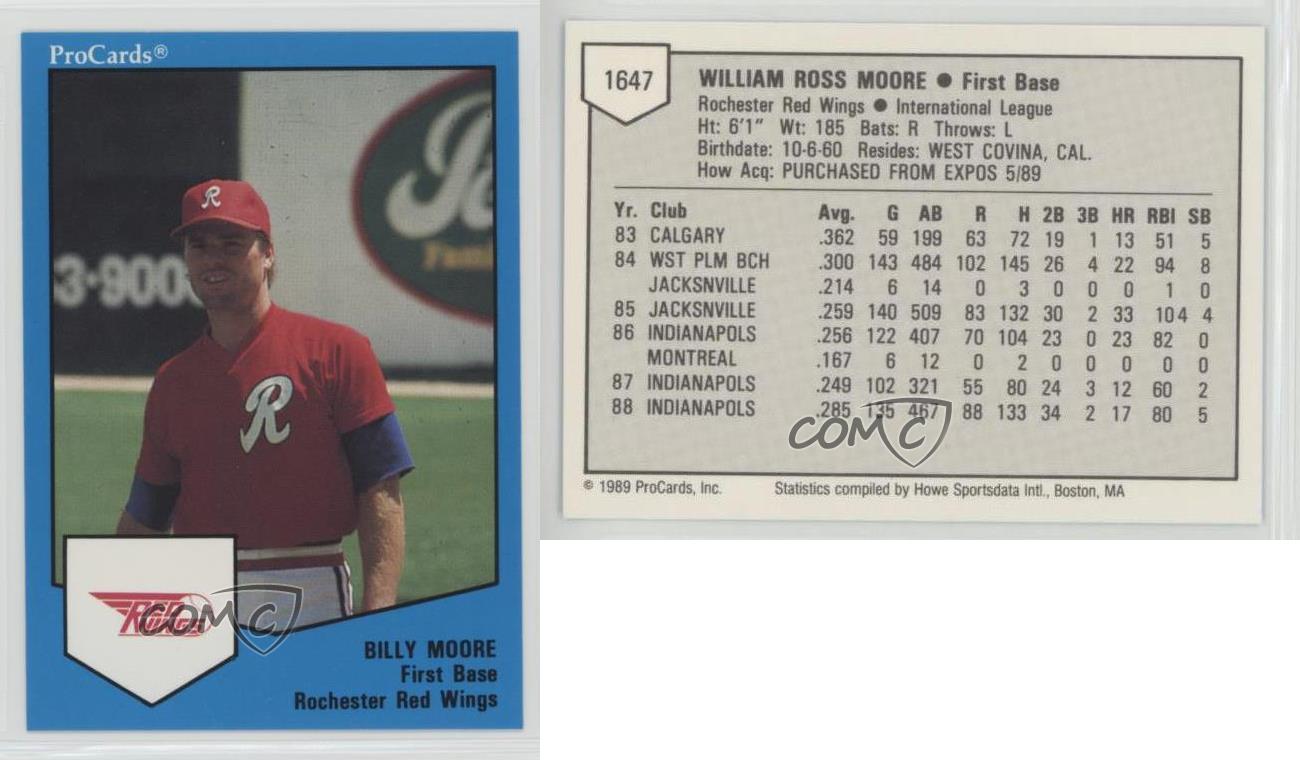 ProCards®
R
3•900
R
RED
WINGS
COMC
BILLY MOORE
First Base
Rochester Red Wings
1647
WILLIAM ROSS MOORE ● First Base
Rochester Red Wings ● International League
Ht: 6'1" Wt: 185 Bats: R Throws: L
Birthdate: 10-6-60 Resides: WEST COVINA, CAL.
How Acq: PURCHASED FROM EXPOS 5/89
Yr. Club Avg. G AB R H 2B 3B HR RBI SB
83 CALGARY .362 59 199 63 72 19 1 13 51 5
84 WST PLM BCH .300 143 484 102 145 26 4 22 94 8
JACKSNVILLE .214 6 14 0 3 0 0 0 1 0
85 JACKSNVILLE .259 140 509 83 132 30 2 33 104 4
86 INDIANAPOLS .256 122 407 70 104 23 0 23 82 0
MONTREAL .167 6 12 0 2 0 0 0 0 0
87 INDIANAPOLS .249 102 321 55 80 24 3 12 60 2
88 INDIANAPOLS .285 135 467 88 133 34 2 17 80 5
COMC
© 1989 ProCards, Inc. Statistics compiled by Howe Sportsdata Intl., Boston, MA